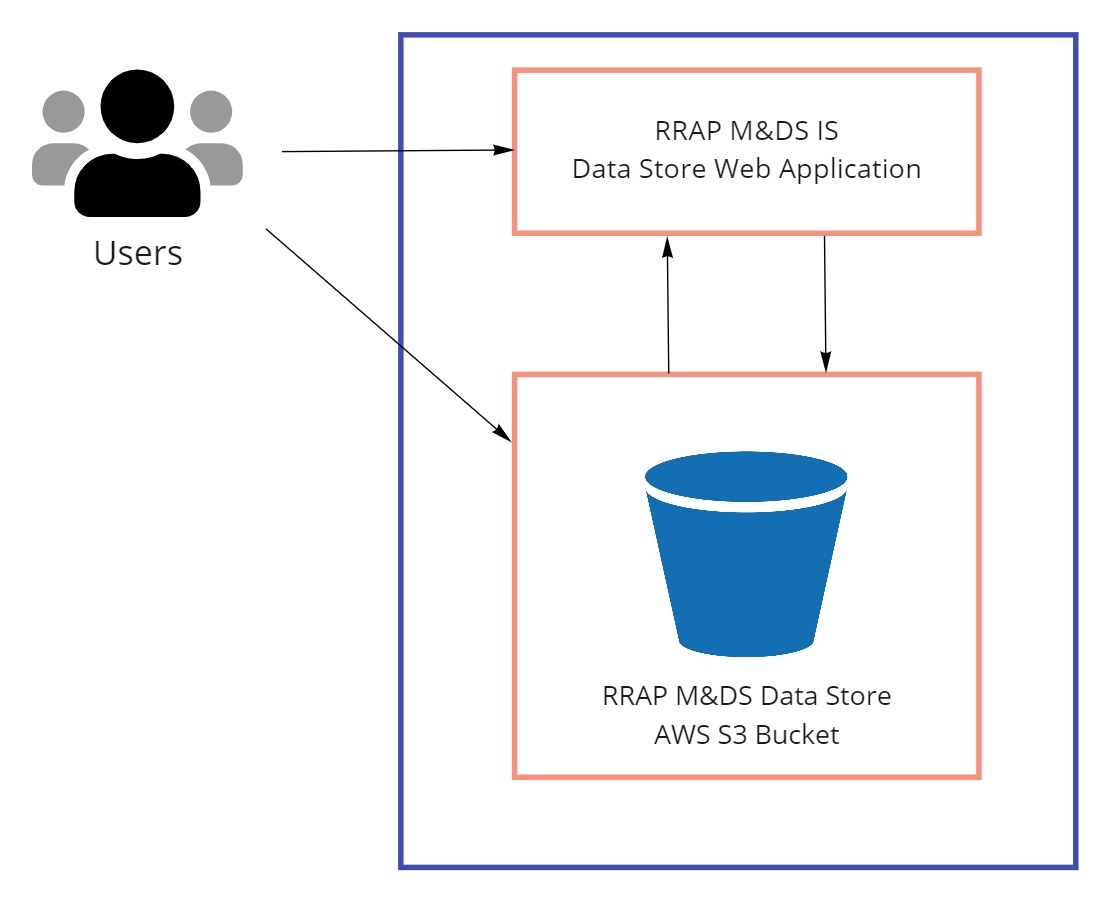 RRAP M&DS IS
Data Store Web Application
Users
RRAP M&DS Data Store
AWS S3 Bucket